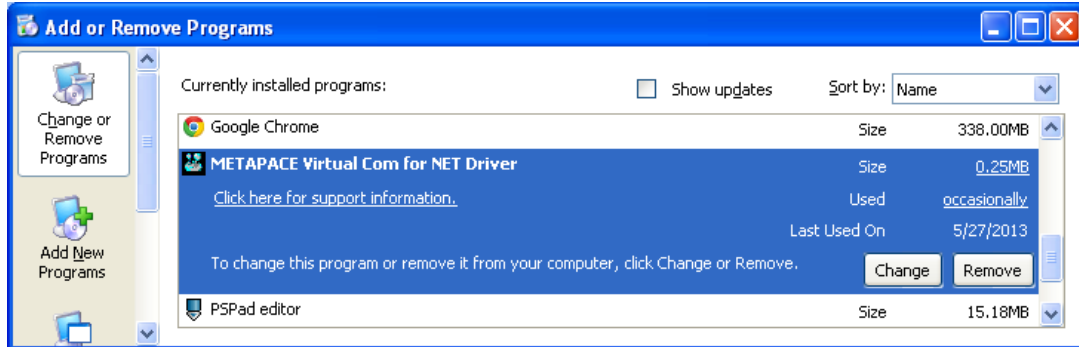 Add or Remove Programs
Change or
Remove
Programs
Add New
Programs
Currently installed programs:
Show updates
Sort by: Name
Google Chrome Size 338.00MB
METAPACE Virtual Com for NET Driver Size 0.25MB
Click here for support information. Used occasionally
Last Used On 5/27/2013
To change this program or remove it from your computer, click Change or Remove. Change Remove
PSPad editor Size 15.18MB